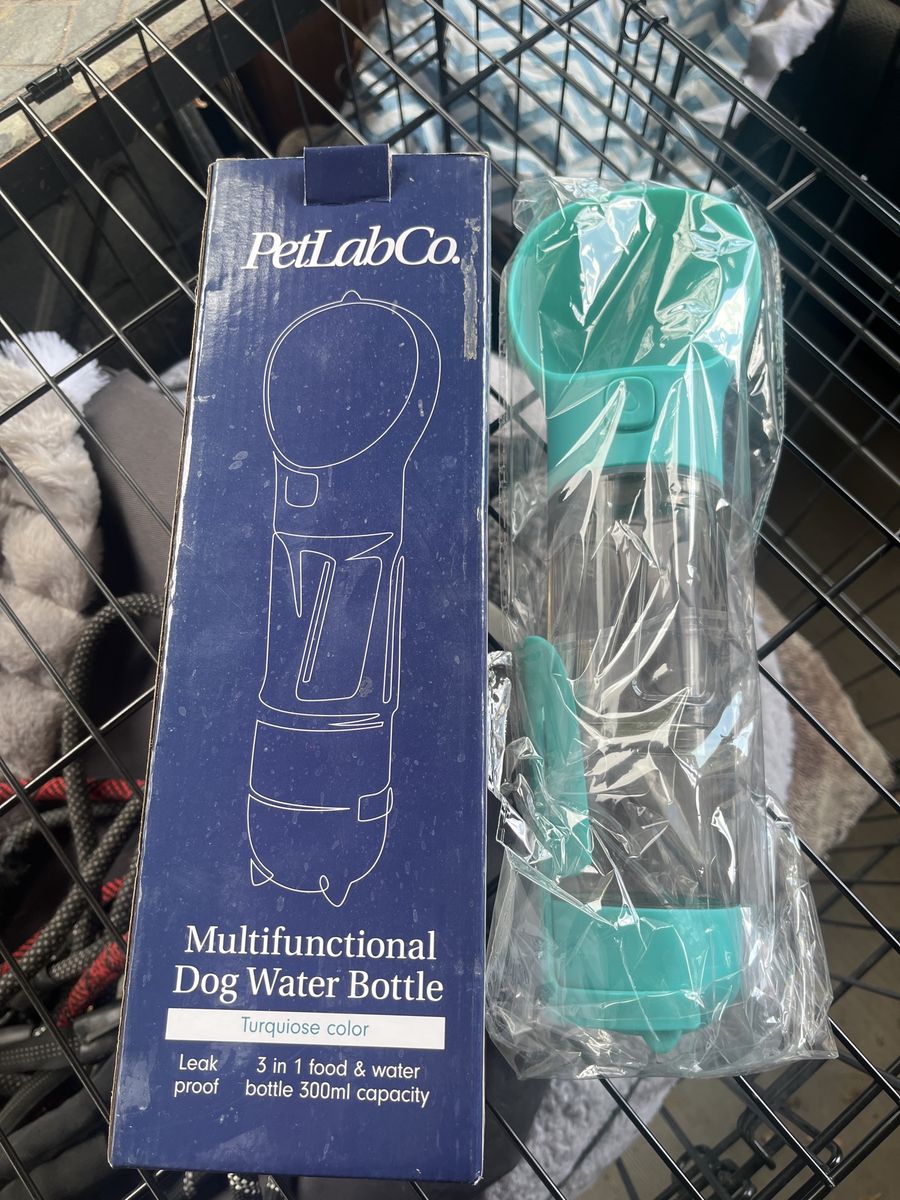 PetLabCo.
Multifunctional
Dog Water Bottle
Turquiose color
Leak
proof
3 in 1 food & water
bottle 300ml capacity